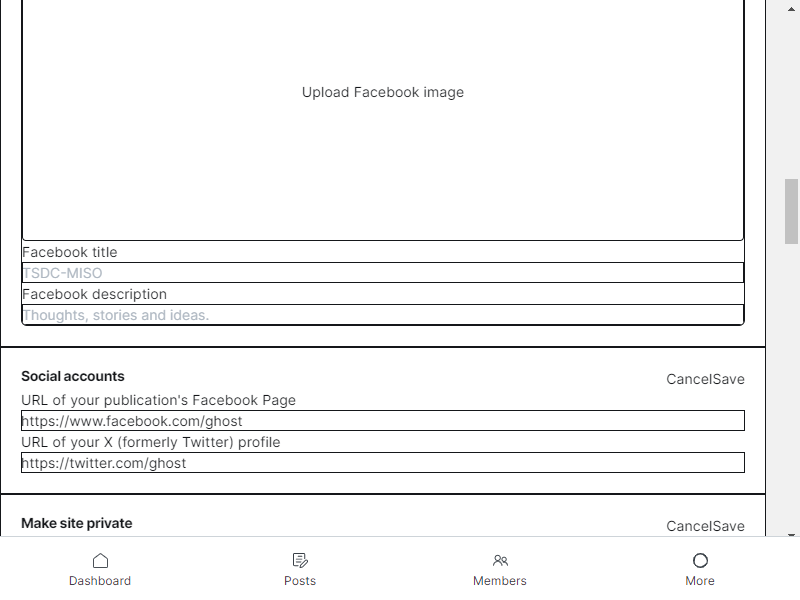 Upload Facebook image
Facebook title
TSDC-MISO
Facebook description
Thoughts, stories and ideas.
Social accounts
CancelSave
URL of your publication's Facebook Page
https://www.facebook.com/ghost
URL of your X (formerly Twitter) profile
https://twitter.com/ghost
Make site private
CancelSave
Dashboard
Posts
Members
More